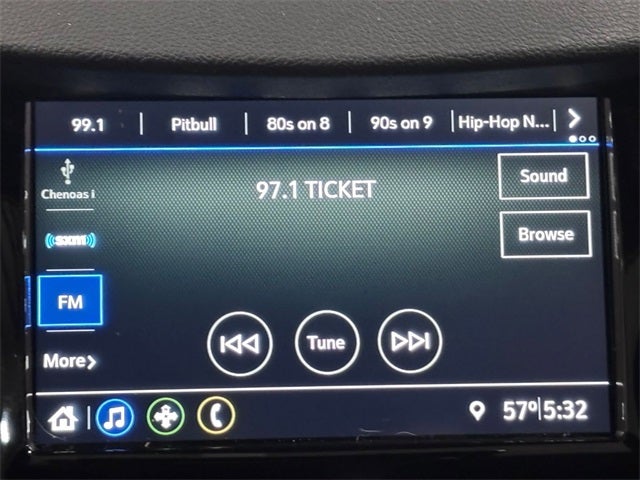 99.1 Pitbull 80s on 8 90s on 9 Hip-Hop N...
Chenoas i
97.1 TICKET
Sound
((sxm))
Browse
FM
Tune
More
57° 5:32